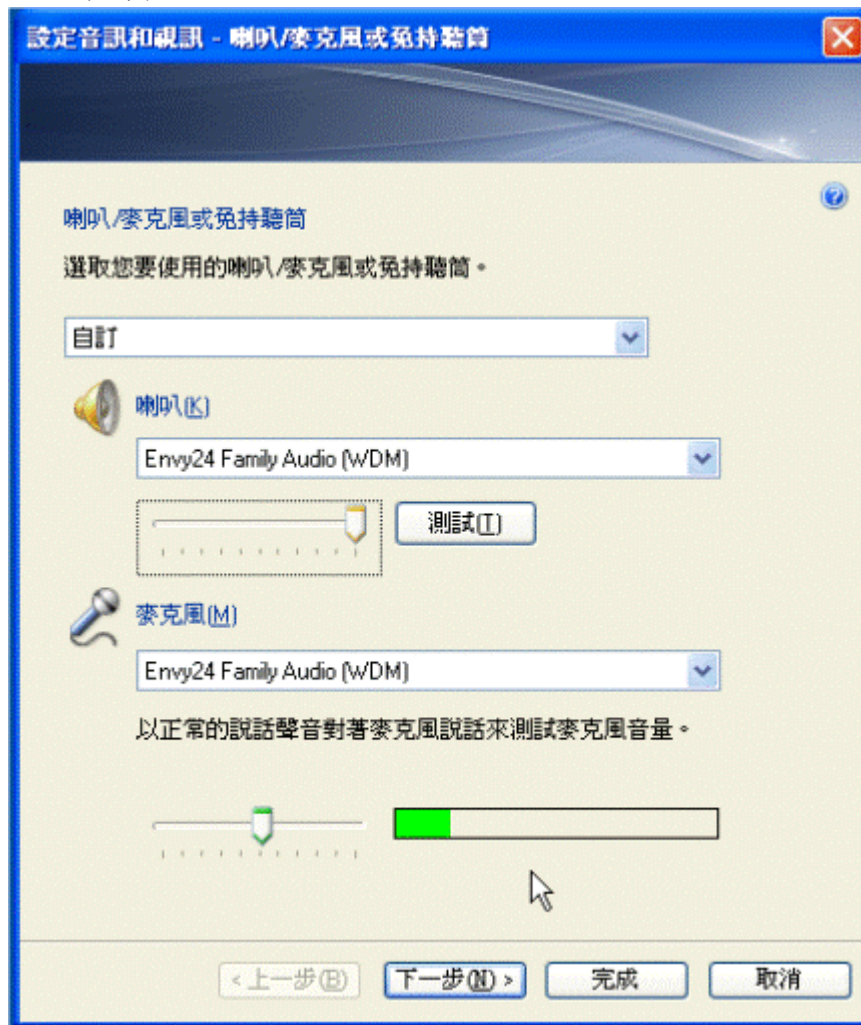 設定音訊和視訊 - 喇叭/麥克風或免持聽筒
喇叭/麥克風或免持聽筒
選取您要使用的喇叭/麥克風或免持聽筒。
自訂
喇叭(K)
Envy24 Family Audio (WDM)
測試(T)
麥克風(M)
Envy24 Family Audio (WDM)
以正常的說話聲音對著麥克風說話來測試麥克風音量。
<上一步(B) 下一步(N)> 完成 取消